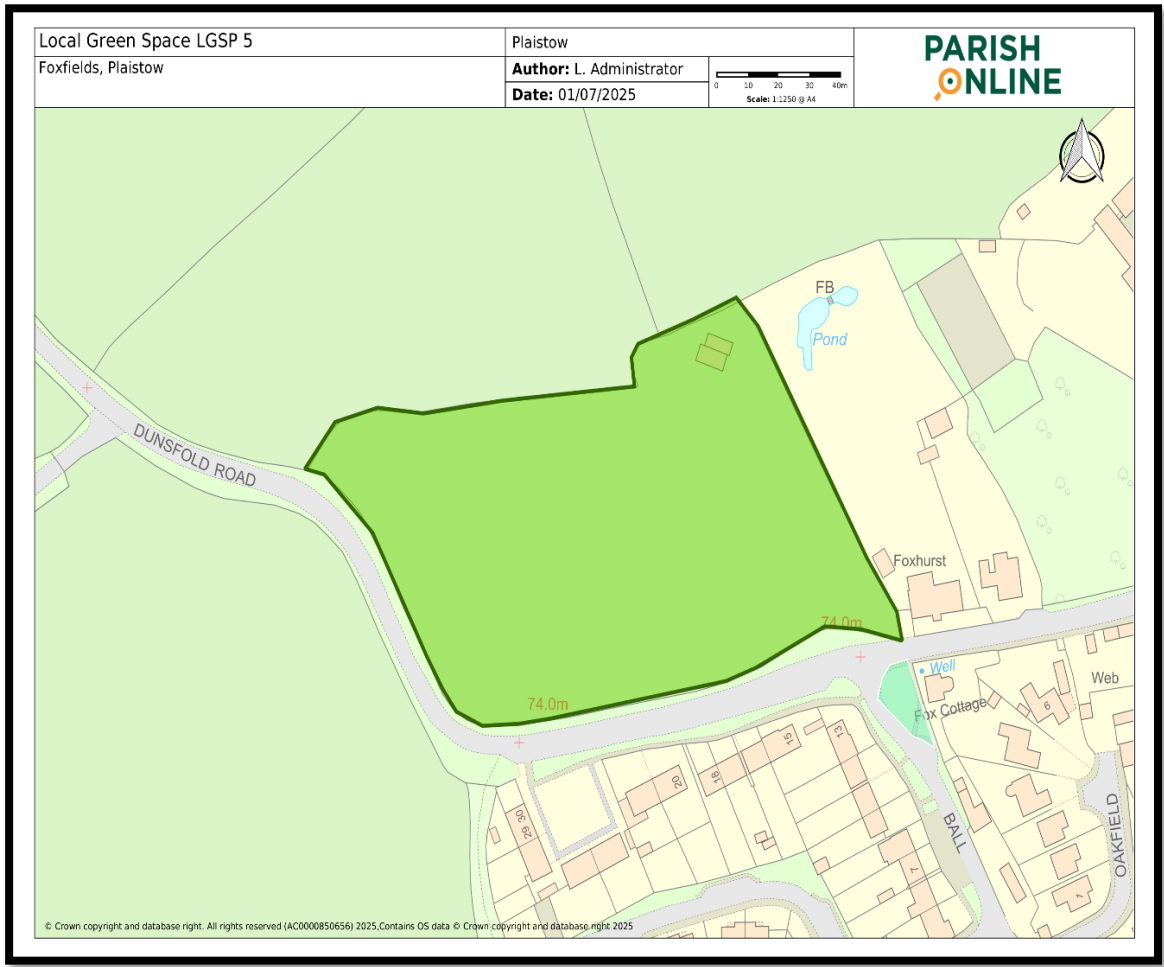 Local Green Space LGSP 5
Foxfields, Plaistow
Plaistow
Author: L. Administrator
Date: 01/07/2025
0 10 20 30 40m
Scale: 1:1250 @ A4
PARISH
ONLINE
FB
Pond
DUNSFOLD ROAD
Foxhurst
74.0m
Well
Web
Fox Cottage
6
74.0m
13
15
18
20
29 30
BALL
OAKFIELD
7
1
© Crown copyright and database right. All rights reserved (AC0000850656) 2025,Contains OS data © Crown copyright and database right 2025